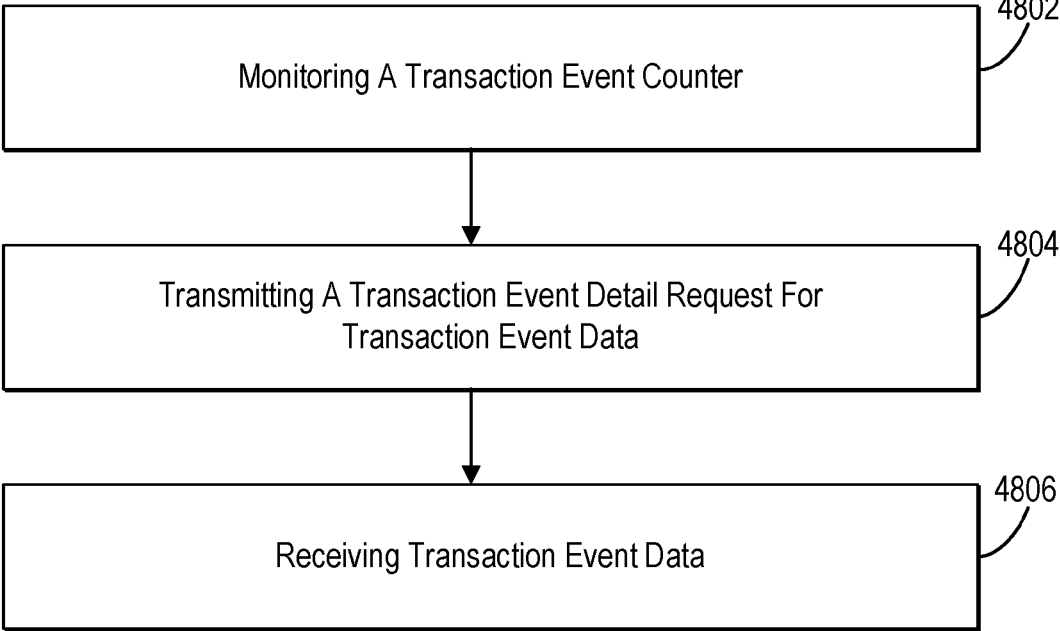 4802
Monitoring A Transaction Event Counter
4804
Transmitting A Transaction Event Detail Request For
Transaction Event Data
4806
Receiving Transaction Event Data